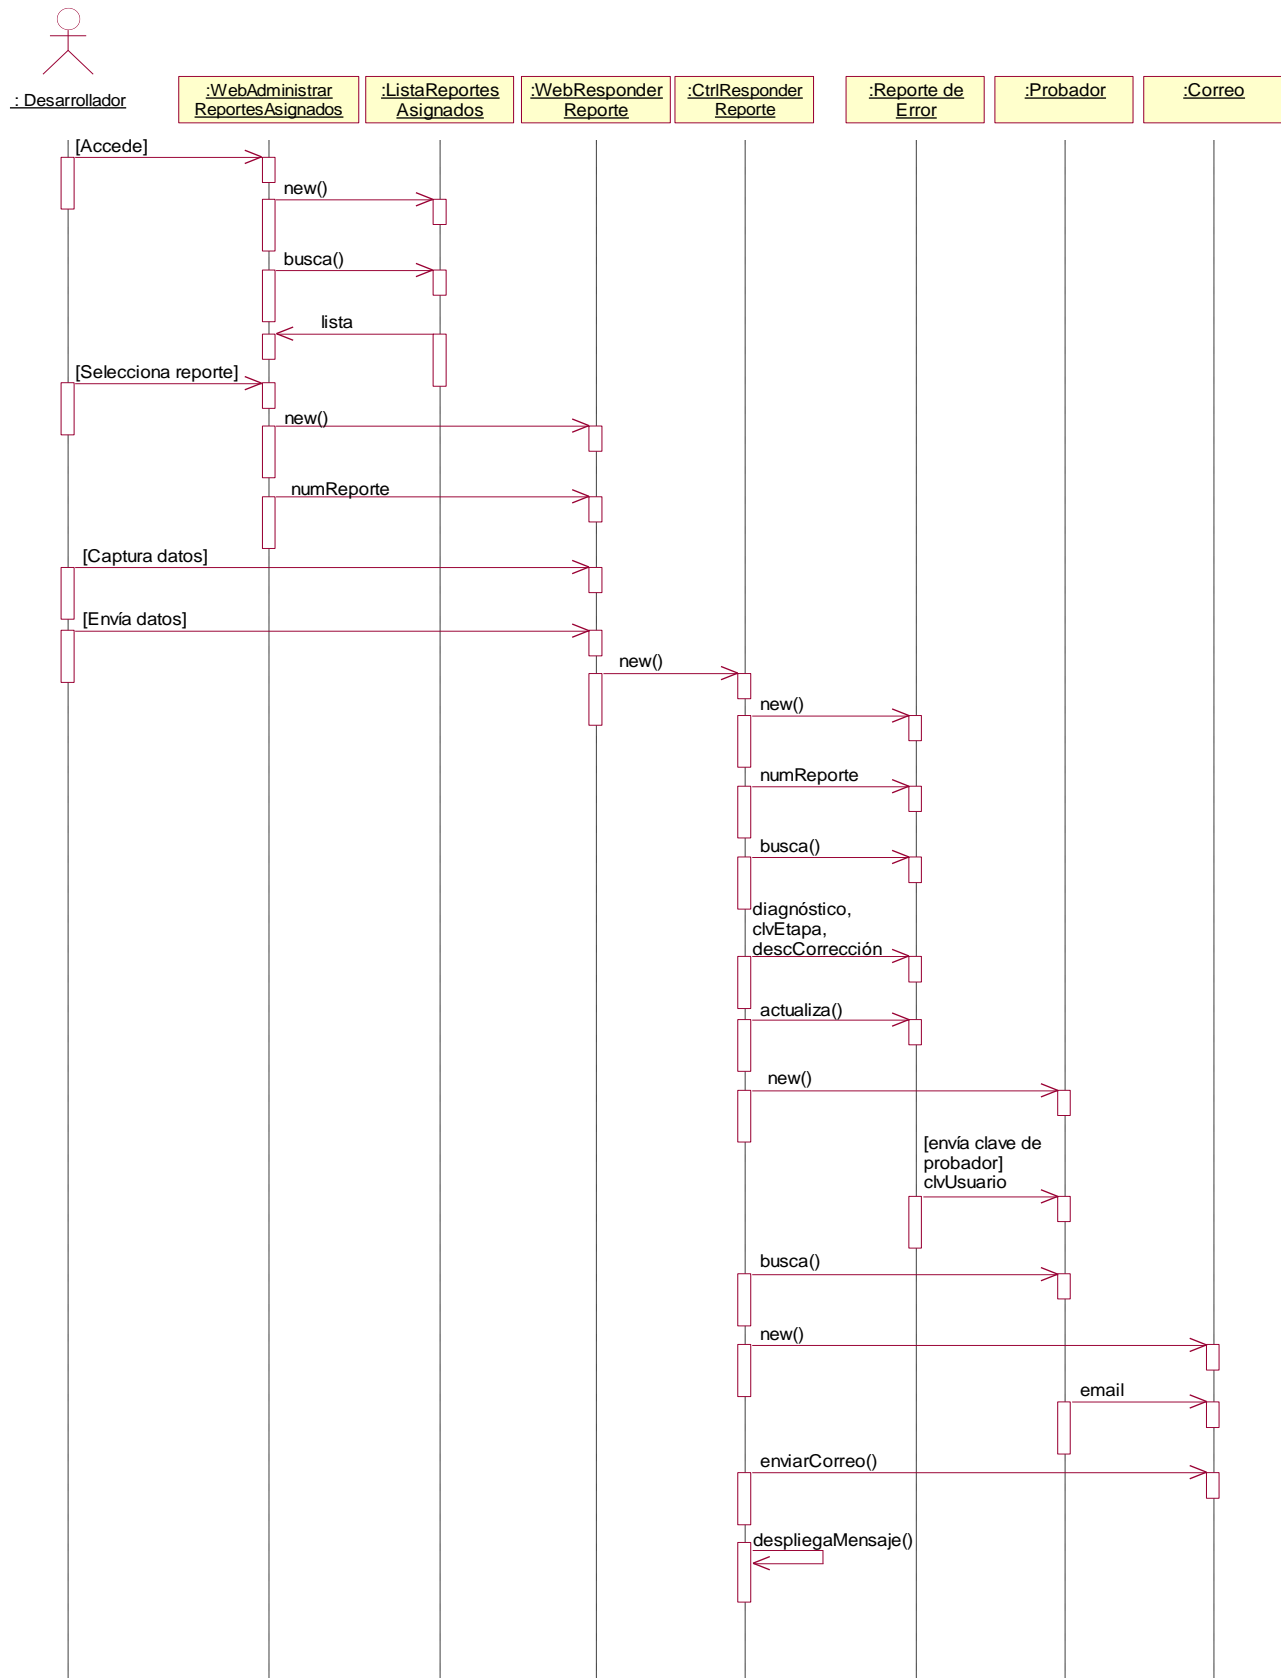 : Desarrollador
:WebAdministrar
ReportesAsignados
:ListaReportes
Asignados
:WebResponder
Reporte
:CtrlResponder
Reporte
:Reporte de
Error
:Probador
:Correo
[Accede]
new()
busca()
lista
[Selecciona reporte]
new()
numReporte
[Captura datos]
[Envía datos]
new()
new()
numReporte
busca()
diagnóstico,
clvEtapa,
descCorrección
actualiza()
new()
[envía clave de
probador]
clvUsuario
busca()
new()
email
enviarCorreo()
despliegaMensaje()